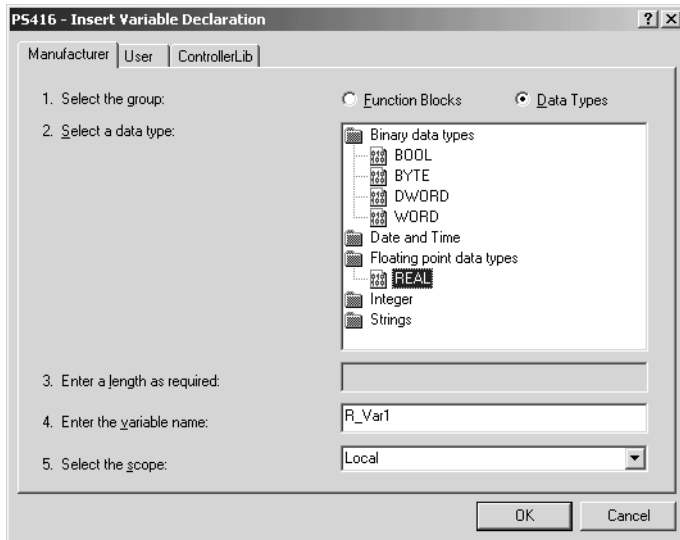 PS416 - Insert Variable Declaration
Manufacturer User ControllerLib
1. Select the group: Function Blocks Data Types
2. Select a data type:
Binary data types
BOOL
BYTE
DWORD
WORD
Date and Time
Floating point data types
REAL
Integer
Strings
3. Enter a length as required:
4. Enter the variable name: R_Var1
5. Select the scope: Local
OK Cancel